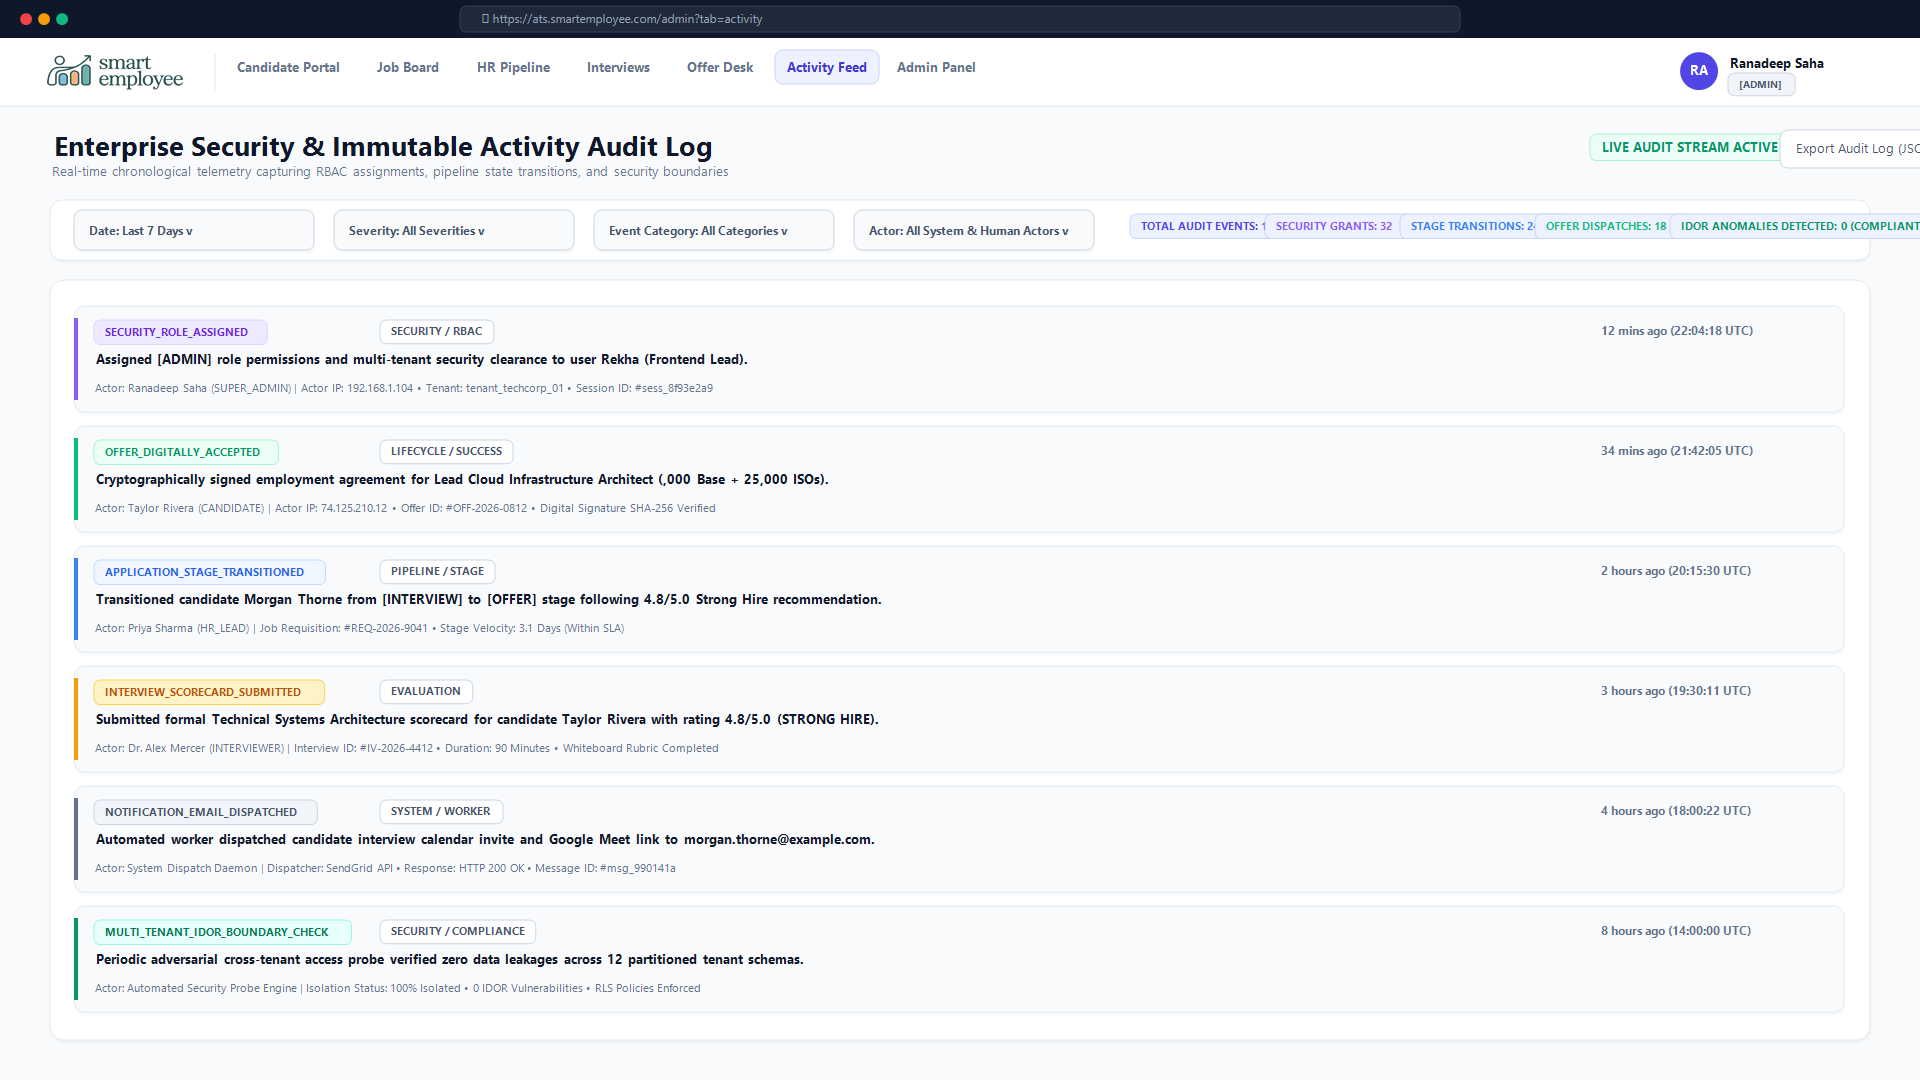 https://ats.smartemployee.com/admin?tab=activity
smart employee
Candidate Portal
Job Board
HR Pipeline
Interviews
Offer Desk
Activity Feed
Admin Panel
RA
Ranadeep Saha
[ADMIN]
Enterprise Security & Immutable Activity Audit Log
Real-time chronological telemetry capturing RBAC assignments, pipeline state transitions, and security boundaries
LIVE AUDIT STREAM ACTIVE
Export Audit Log (JSO
Date: Last 7 Days v
Severity: All Severities v
Event Category: All Categories v
Actor: All System & Human Actors v
TOTAL AUDIT EVENTS: 1
SECURITY GRANTS: 32
STAGE TRANSITIONS: 24
OFFER DISPATCHES: 18
IDOR ANOMALIES DETECTED: 0 (COMPLIANT
SECURITY_ROLE_ASSIGNED
SECURITY / RBAC
12 mins ago (22:04:18 UTC)
Assigned [ADMIN] role permissions and multi-tenant security clearance to user Rekha (Frontend Lead).
Actor: Ranadeep Saha (SUPER_ADMIN) | Actor IP: 192.168.1.104 • Tenant: tenant_techcorp_01 • Session ID: #sess_8f93e2a9
OFFER_DIGITALLY_ACCEPTED
LIFECYCLE / SUCCESS
34 mins ago (21:42:05 UTC)
Cryptographically signed employment agreement for Lead Cloud Infrastructure Architect (,000 Base + 25,000 ISOs).
Actor: Taylor Rivera (CANDIDATE) | Actor IP: 74.125.210.12 • Offer ID: #OFF-2026-0812 • Digital Signature SHA-256 Verified
APPLICATION_STAGE_TRANSITIONED
PIPELINE / STAGE
2 hours ago (20:15:30 UTC)
Transitioned candidate Morgan Thorne from [INTERVIEW] to [OFFER] stage following 4.8/5.0 Strong Hire recommendation.
Actor: Priya Sharma (HR_LEAD) | Job Requisition: #REQ-2026-9041 • Stage Velocity: 3.1 Days (Within SLA)
INTERVIEW_SCORECARD_SUBMITTED
EVALUATION
3 hours ago (19:30:11 UTC)
Submitted formal Technical Systems Architecture scorecard for candidate Taylor Rivera with rating 4.8/5.0 (STRONG HIRE).
Actor: Dr. Alex Mercer (INTERVIEWER) | Interview ID: #IV-2026-4412 • Duration: 90 Minutes • Whiteboard Rubric Completed
NOTIFICATION_EMAIL_DISPATCHED
SYSTEM / WORKER
4 hours ago (18:00:22 UTC)
Automated worker dispatched candidate interview calendar invite and Google Meet link to morgan.thorne@example.com.
Actor: System Dispatch Daemon | Dispatcher: SendGrid API • Response: HTTP 200 OK • Message ID: #msg_990141a
MULTI_TENANT_IDOR_BOUNDARY_CHECK
SECURITY / COMPLIANCE
8 hours ago (14:00:00 UTC)
Periodic adversarial cross-tenant access probe verified zero data leakages across 12 partitioned tenant schemas.
Actor: Automated Security Probe Engine | Isolation Status: 100% Isolated • 0 IDOR Vulnerabilities • RLS Policies Enforced